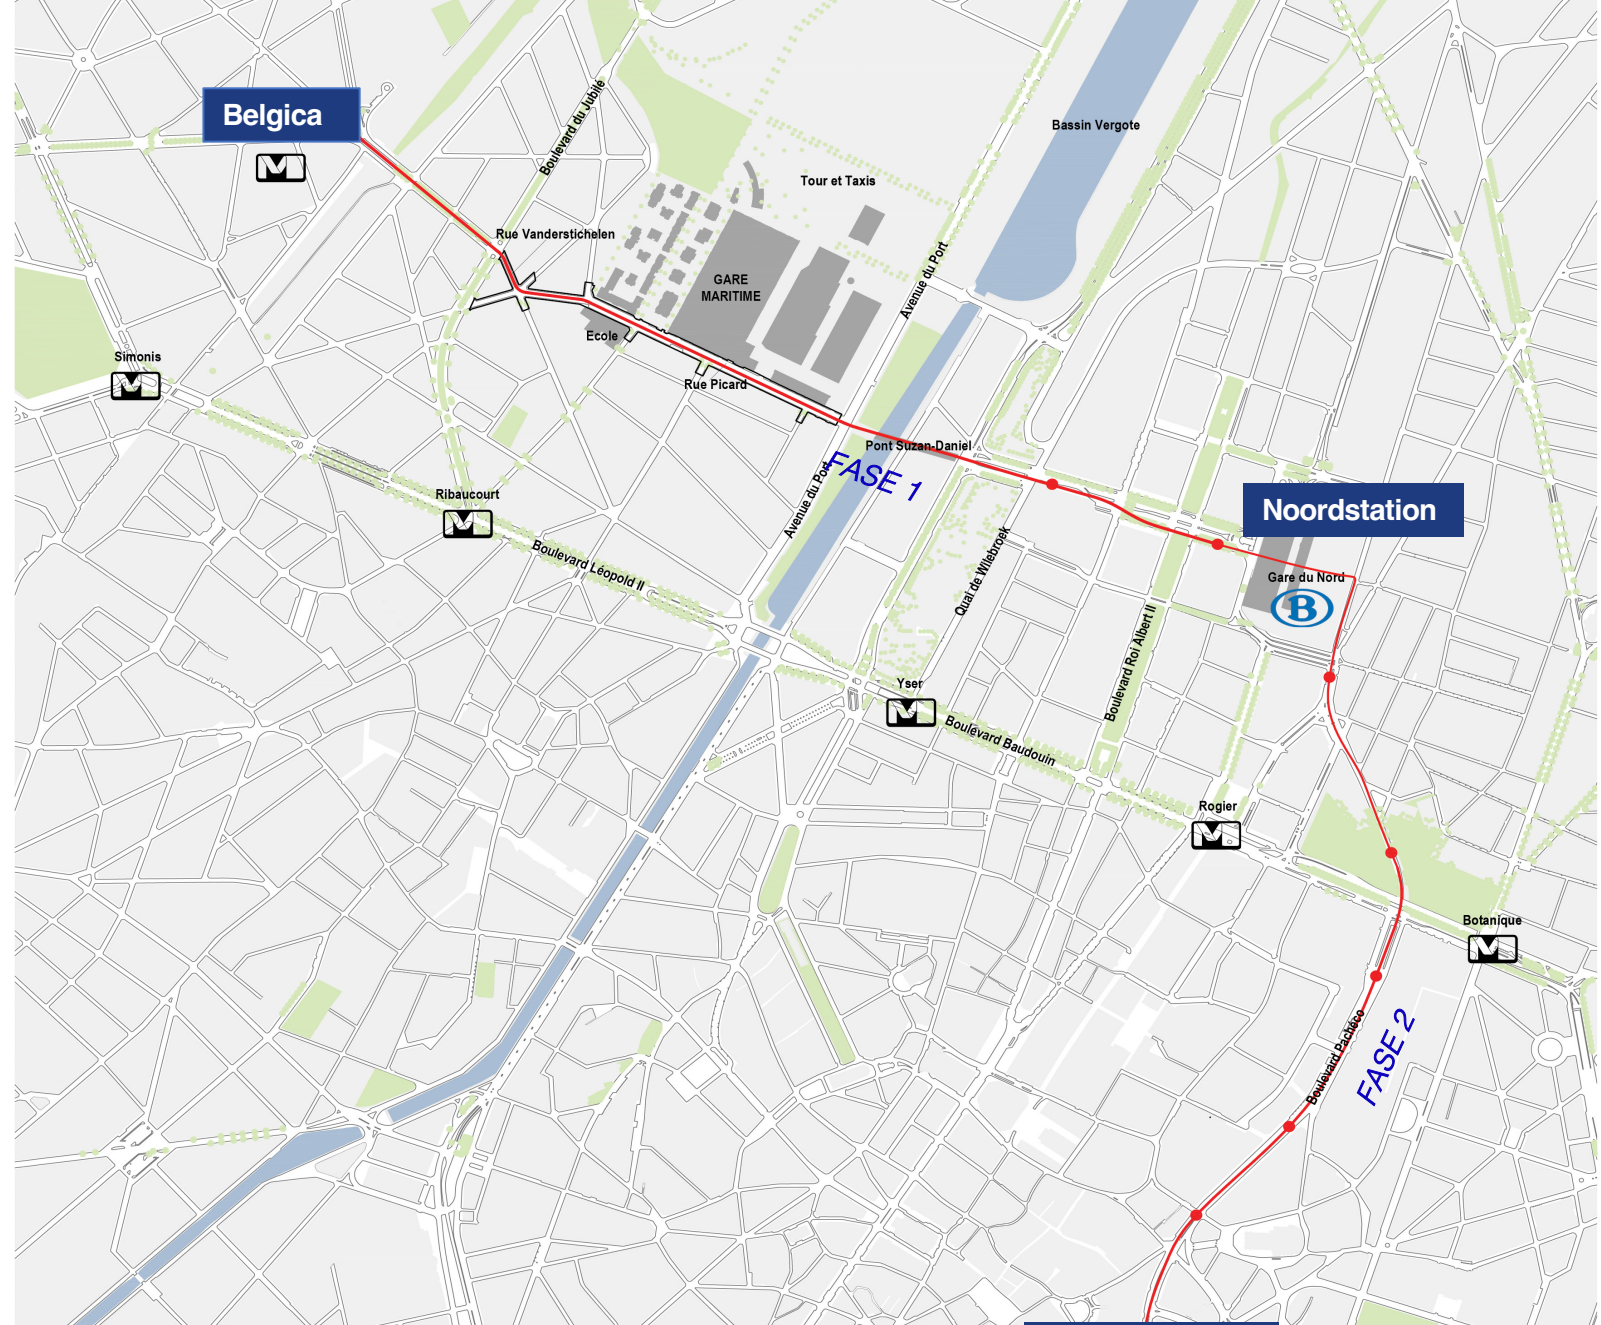 Boulevard du Jubilé
Belgica
Bassin Vergote
Tour et Taxis
Rue Vanderstichelen
GARE
MARITIME
Avenue du Port
Ecole
Simonis
Rue Picard
Pont Suzan-Daniel
FASE 1
Avenue du Port
Ribaucourt
Noordstation
Boulevard Léopold II
Quai de Wilebroek
Gare du Nord
B
Boulevard Roi Albert II
Yser
Boulevard Baudouin
Rogier
Botanique
Boulevard Pachéco
FASE 2